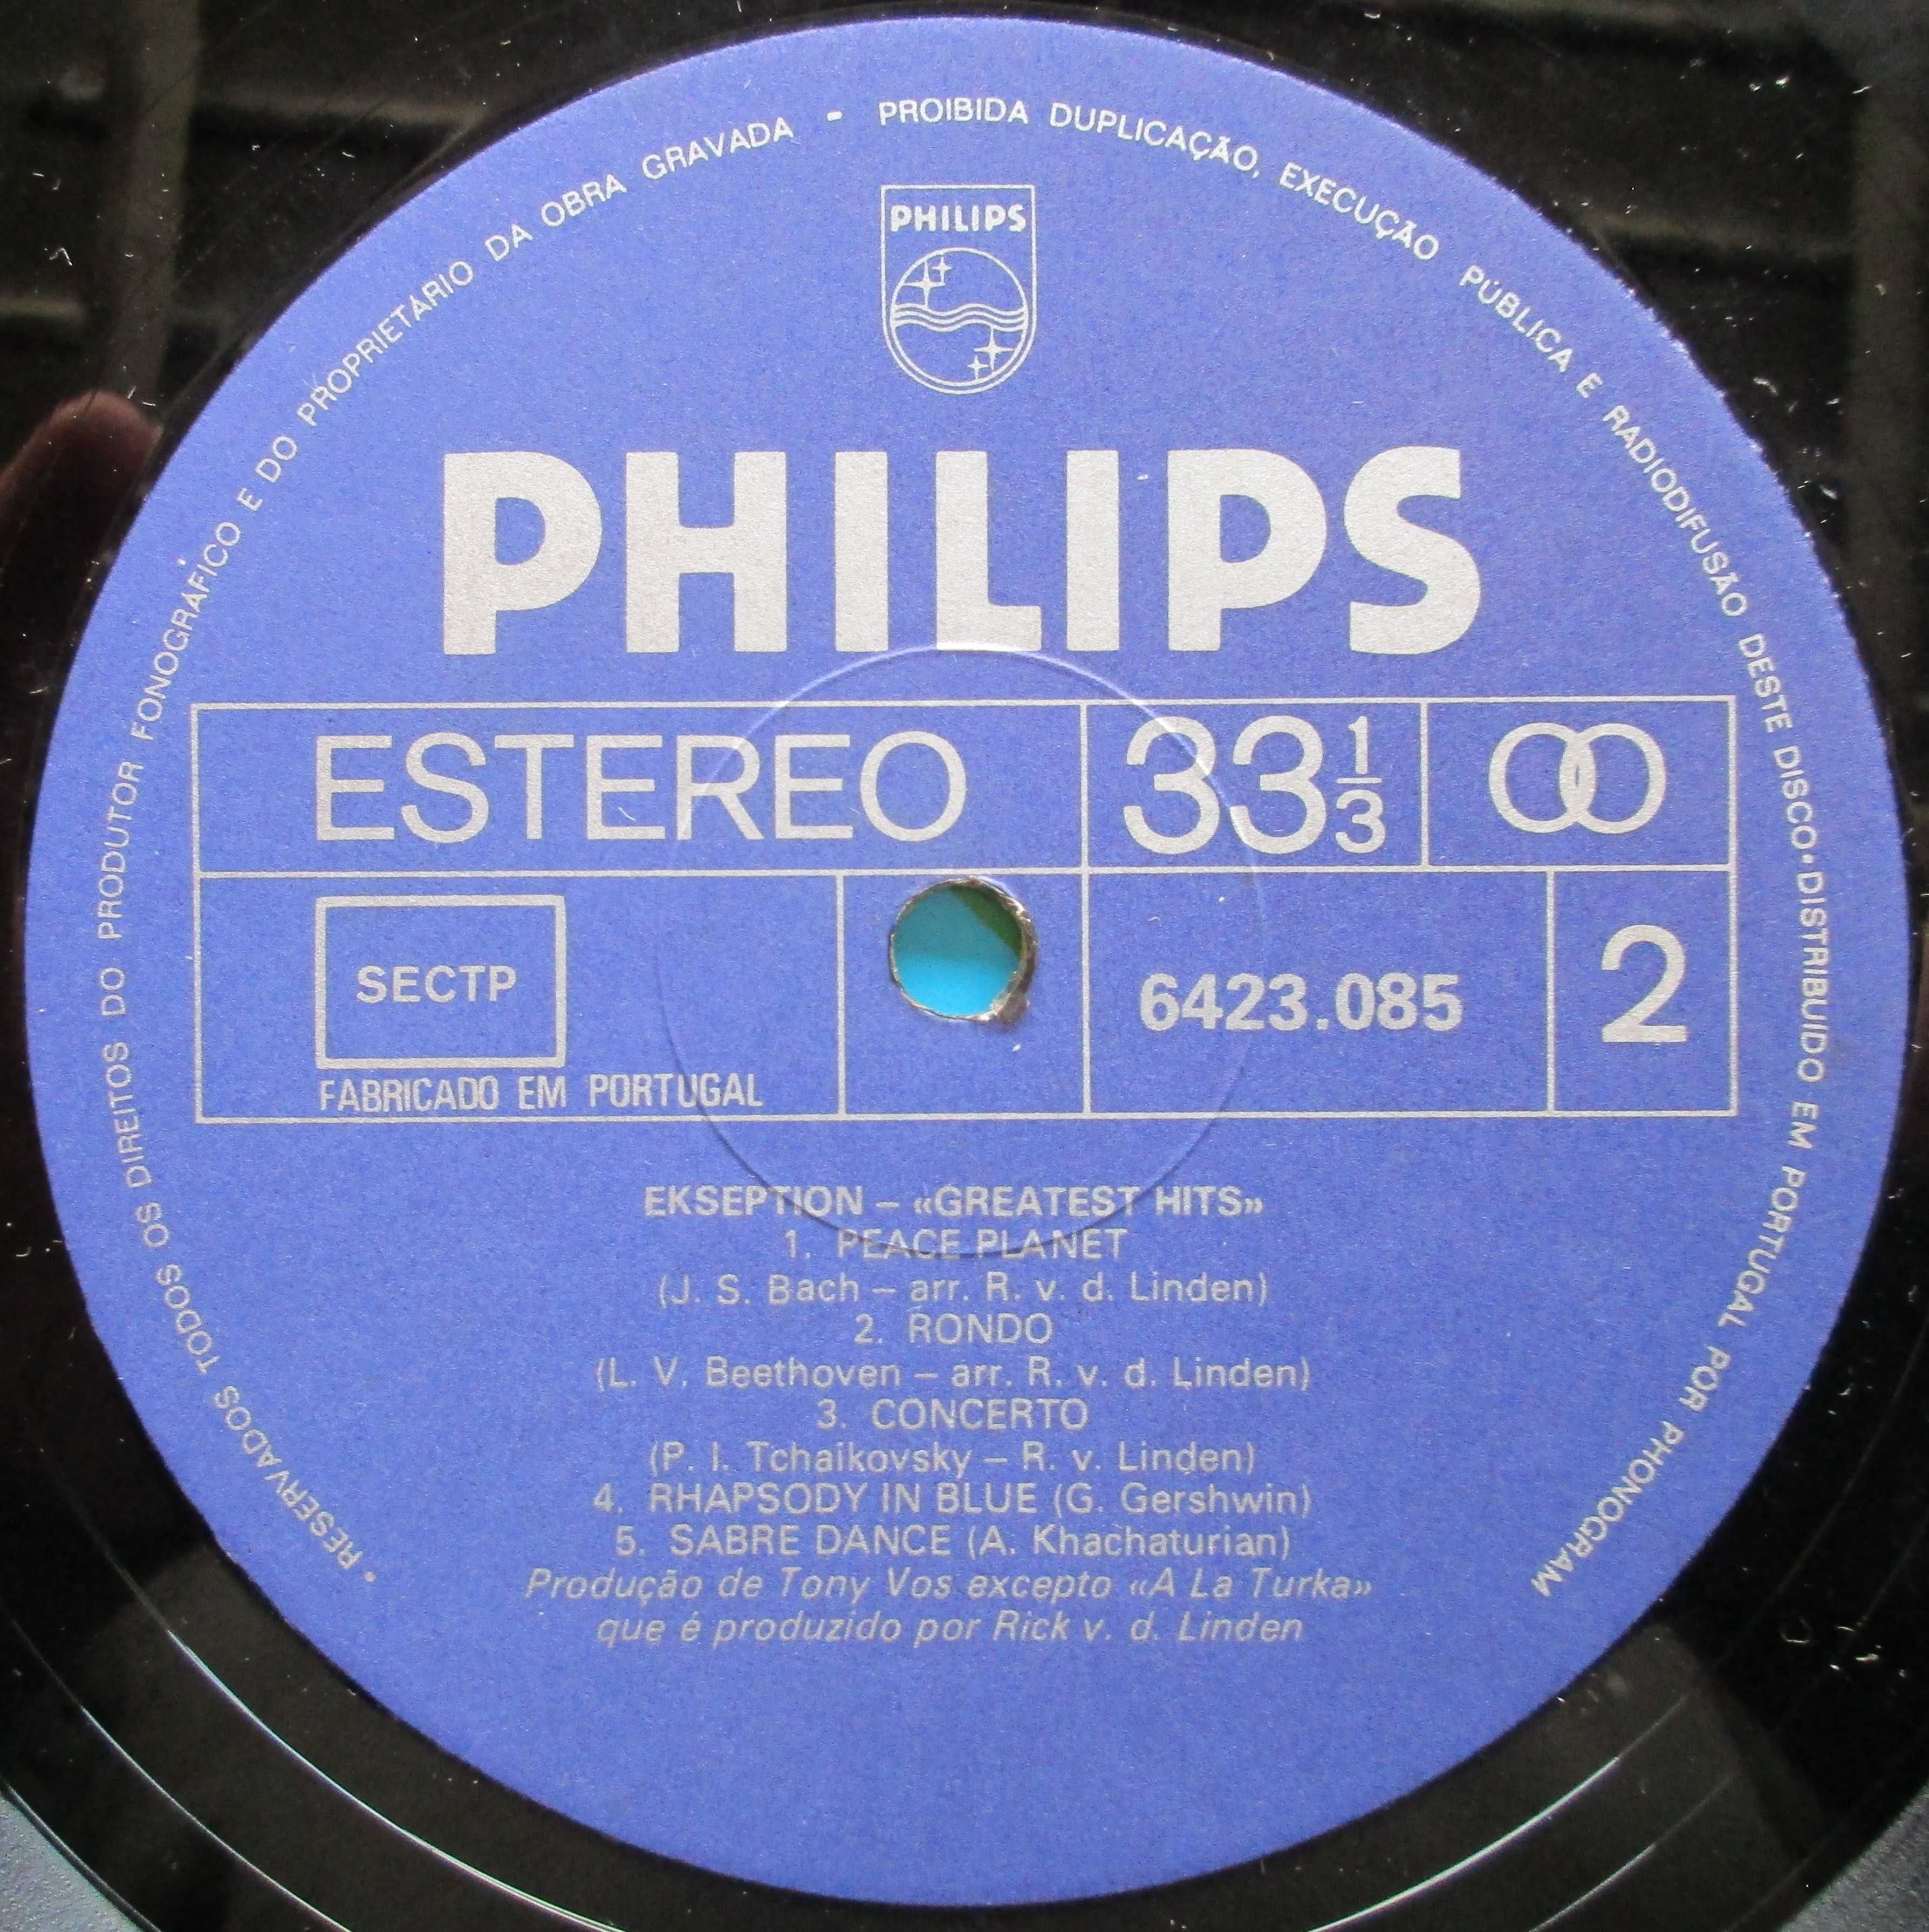 • RESERVADOS TODOS OS DIREITOS DO PRODUTOR FONOGRÁFICO E DO PROPRIETÁRIO DA OBRA GRAVADA - PROIBIDA DUPLICAÇÃO, EXECUÇÃO PÚBLICA E RADIODIFUSÃO DESTE DISCO • DISTRIBUIDO EM PORTUGAL POR PHONOGRAM
PHILIPS
PHILIPS
ESTEREO 33 1/3
SECTP
6423.085 2
FABRICADO EM PORTUGAL
EKSEPTION – «GREATEST HITS»
1. PEACE PLANET
(J. S. Bach – arr. R. v. d. Linden)
2. RONDO
(L. V. Beethoven – arr. R. v. d. Linden)
3. CONCERTO
(P. I. Tchaikovsky – R. v. Linden)
4. RHAPSODY IN BLUE (G. Gershwin)
5. SABRE DANCE (A. Khachaturian)
Produção de Tony Vos excepto «A La Turka»
que é produzido por Rick v. d. Linden